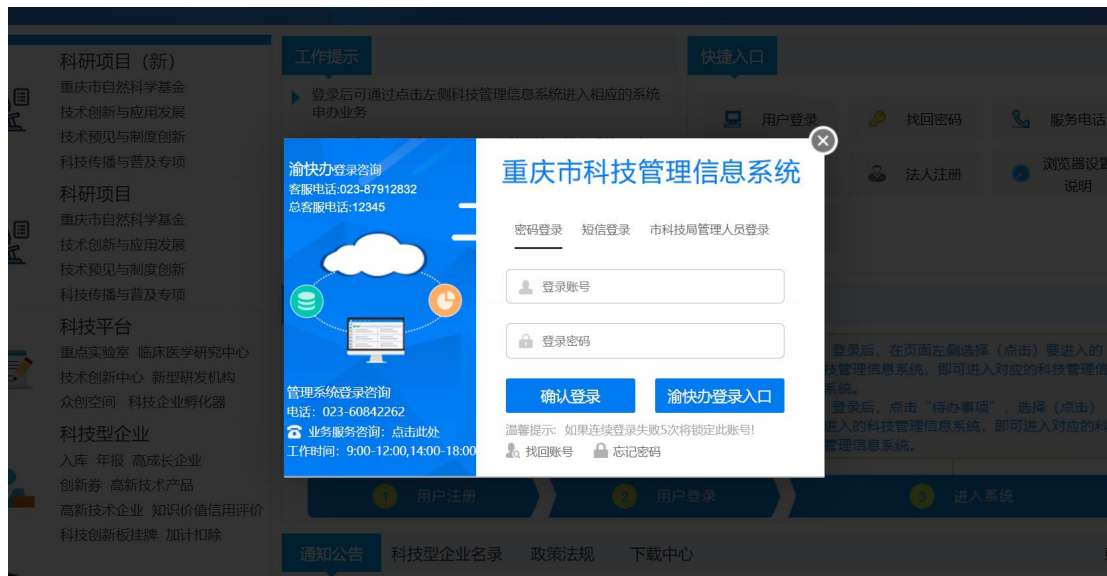 科研项目（新）
重庆市自然科学基金
技术创新与应用发展
技术预见与制度创新
科技传播与普及专项
科研项目
重庆市自然科学基金
技术创新与应用发展
技术预见与制度创新
科技传播与普及专项
科技平台
重点实验室 临床医学研究中心
技术创新中心 新型研发机构
众创空间 科技企业孵化器
科技型企业
入库 年报 高成长企业
创新券 高新技术产品
高新技术企业 知识价值信用评价
科技创新板挂牌 加计扣除
工作提示
登录后可通过点击左侧科技管理信息系统进入相应的系统
申办业务
快捷入口
用户登录
找回密码
服务电话
法人注册
浏览器设置
说明
渝快办登录咨询
客服电话:023-87912832
总客服电话:12345
管理系统登录咨询
电话：023-60842262
业务服务咨询：点击此处
工作时间：9:00-12:00,14:00-18:00
重庆市科技管理信息系统
密码登录 短信登录 市科技局管理人员登录
登录账号
登录密码
确认登录 渝快办登录入口
温馨提示：如果连续登录失败5次将锁定此账号!
找回账号 忘记密码
登录后，在页面左侧选择（点击）要进入的
技管理信息系统，即可进入对应的科技管理信
系统。
登录后，点击“待办事项”，选择（点击）
进入的科技管理信息系统，即可进入对应的科
管理信息系统。
1 用户注册
2 用户登录
3 进入系统
通知公告 科技型企业名录 政策法规 下载中心